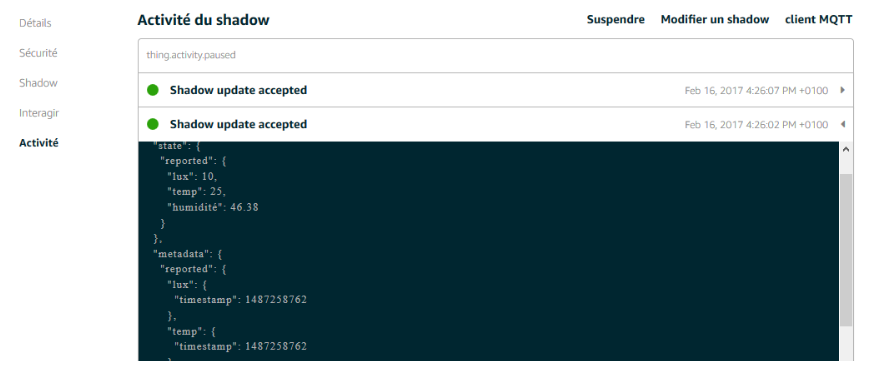 Détails
Sécurité
Shadow
Interagir
Activité
Activité du shadow
Suspendre Modifier un shadow client MQTT
thing.activity.paused
Shadow update accepted Feb 16, 2017 4:26:07 PM +0100
Shadow update accepted Feb 16, 2017 4:26:02 PM +0100
"state": {
"reported": {
"lux": 10,
"temp": 25,
"humidité": 46.38
}
},
"metadata": {
"reported": {
"lux": {
"timestamp": 1487258762
},
"temp": {
"timestamp": 1487258762
}